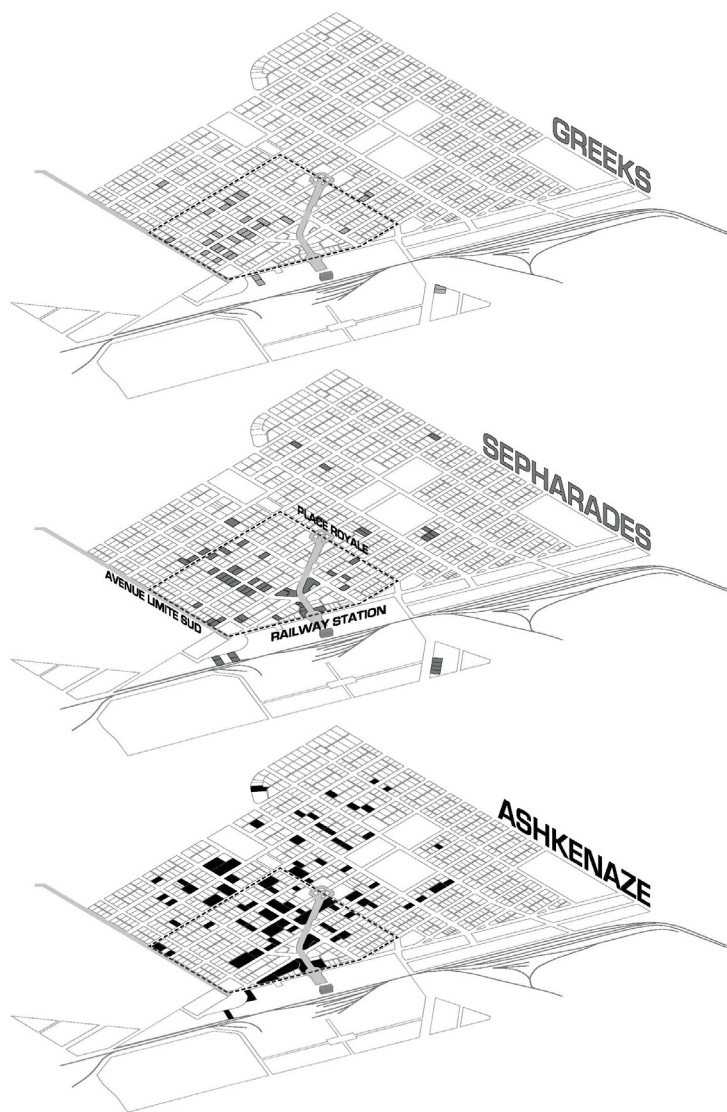 GREEKS
SEPHARADES
PLACE ROYALE
AVENUE LIMITE SUD
RAILWAY STATION
ASHKENAZE